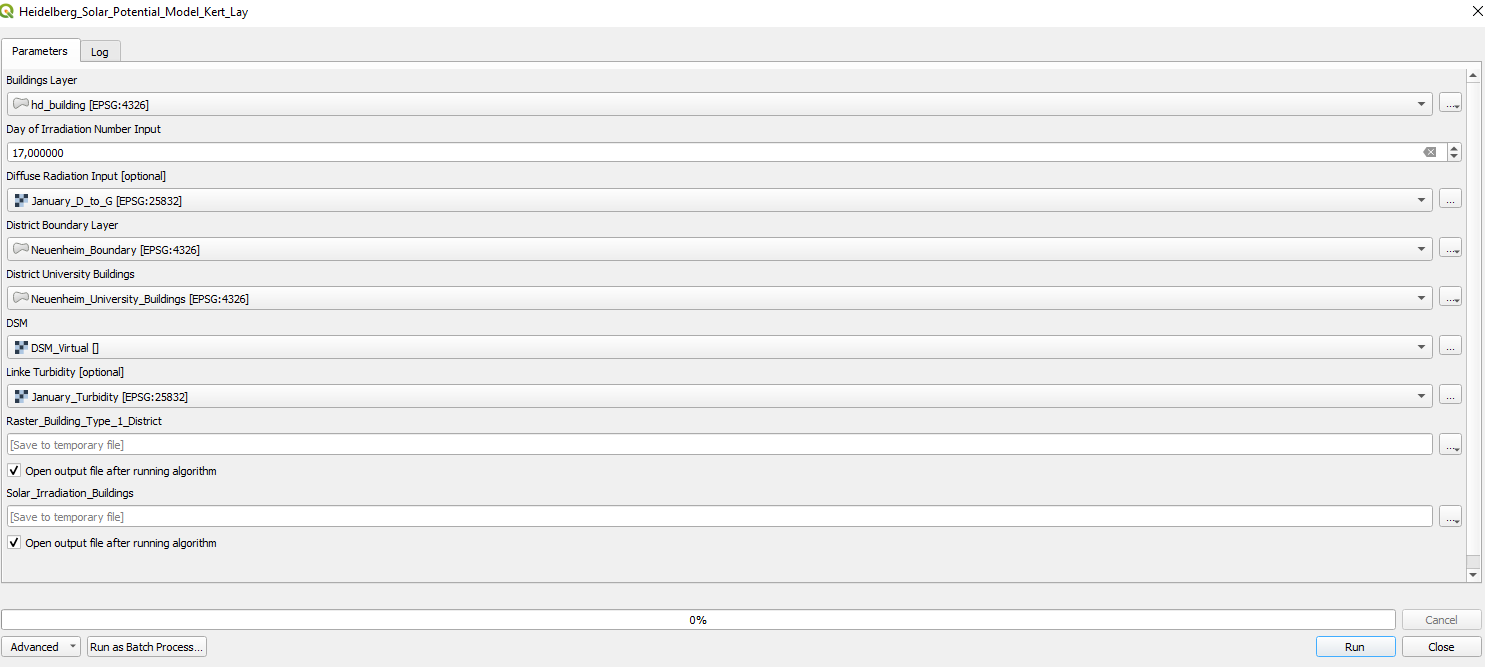 Heidelberg_Solar_Potential_Model_Kert_Lay
Parameters Log
Buildings Layer
hd_building [EPSG:4326]
...
Day of Irradiation Number Input
17,000000
Diffuse Radiation Input [optional]
January_D_to_G [EPSG:25832]
...
District Boundary Layer
Neuenheim_Boundary [EPSG:4326]
...
District University Buildings
Neuenheim_University_Buildings [EPSG:4326]
...
DSM
DSM_Virtual []
...
Linke Turbidity [optional]
January_Turbidity [EPSG:25832]
...
Raster_Building_Type_1_District
[Save to temporary file]
...
Open output file after running algorithm
Solar_Irradiation_Buildings
[Save to temporary file]
...
Open output file after running algorithm
0%
Cancel
Advanced Run as Batch Process... Run Close